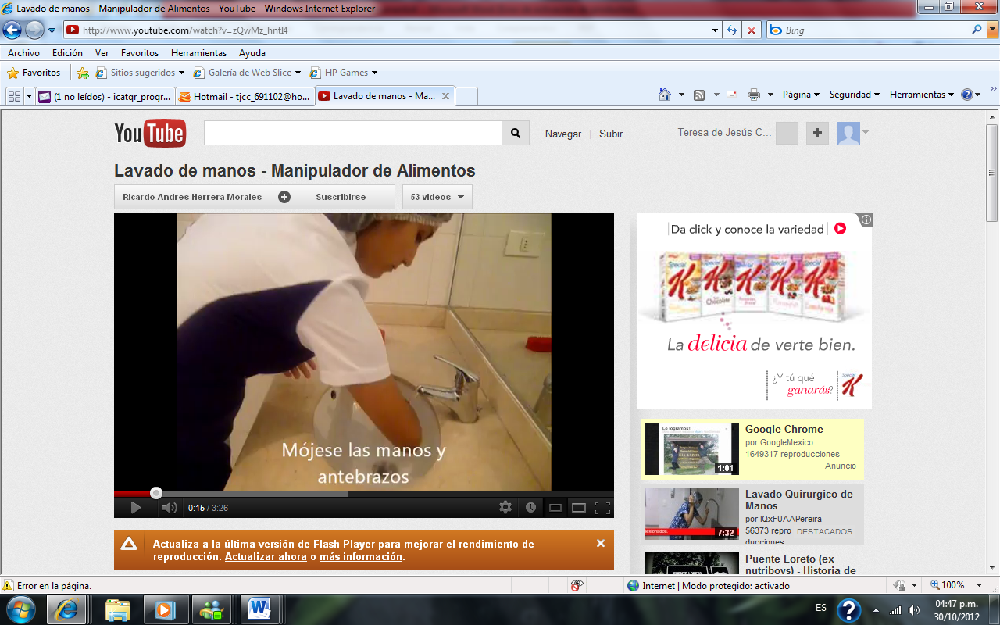 Lavado de manos - Manipulador de Alimentos - YouTube - Windows Internet Explorer
http://www.youtube.com/watch?v=zQwMz_hntI4
Bing
Archivo Edición Ver Favoritos Herramientas Ayuda
Favoritos Sitios sugeridos Galería de Web Slice HP Games
(1 no leídos) - icatqr_progr... Hotmail - tjcc_691102@ho... Lavado de manos - Ma... Página Seguridad Herramientas
YouTube Navegar Subir Teresa de Jesús C...
Lavado de manos - Manipulador de Alimentos
Ricardo Andres Herrera Morales Suscribirse 53 videos
Mójese las manos y
antebrazos
0:15 / 3:26
Actualiza a la última versión de Flash Player para mejorar el rendimiento de
reproducción. Actualizar ahora o más información.
Da click y conoce la variedad
Special K
Chocolate
La delicia de verte bien.
¿Y tú qué
ganarás?
Special K
Lo logramos!!
1:01
Google Chrome
por GoogleMexico
1649317 reproducciones
Anuncio
7:32
Lavado Quirurgico de
Manos
por IQxFUAAPereira
56373 repro DESTACADOS
ducciones
PUENTE LORETO
Puente Loreto (ex
nutriboys) - Historia de
Error en la página. Internet | Modo protegido: activado 100%
ES 04:47 p.m.
30/10/2012